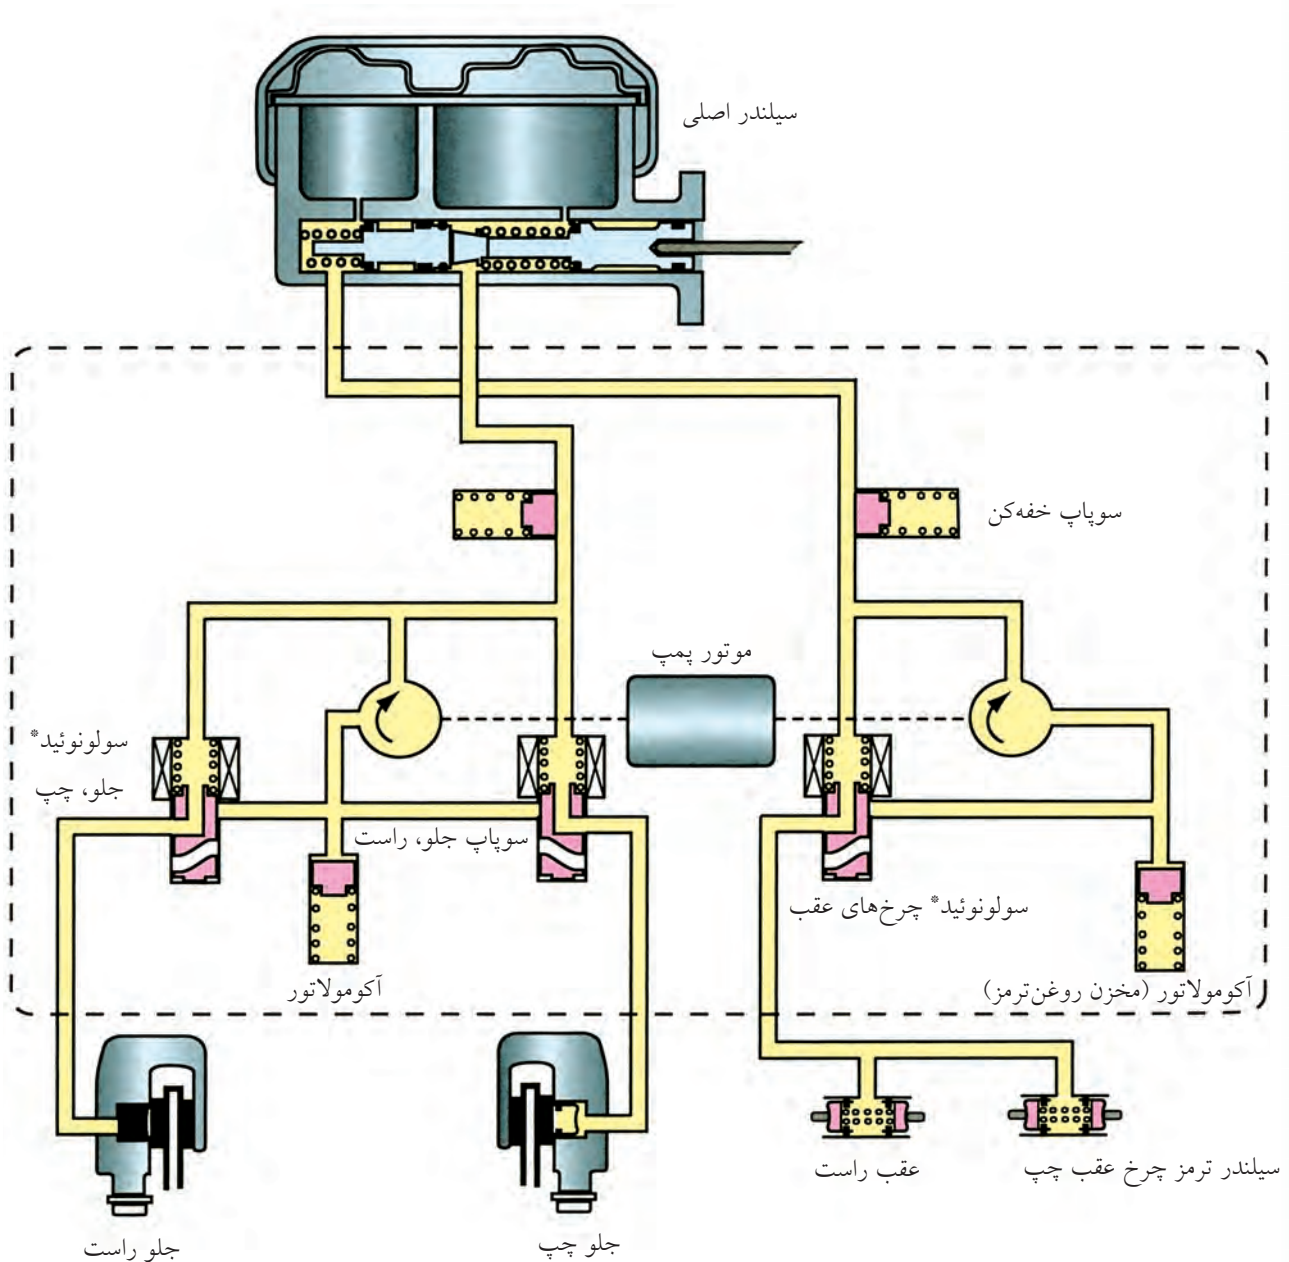 سیلندر اصلی
سوپاپ خفه‌کن
موتور پمپ
سولونوئید*
جلو، چپ
سوپاپ جلو، راست
سولونوئید* چرخ‌های عقب
آکومولاتور
آکومولاتور (مخزن روغن‌ترمز)
عقب راست
سیلندر ترمز چرخ عقب چپ
جلو راست
جلو چپ